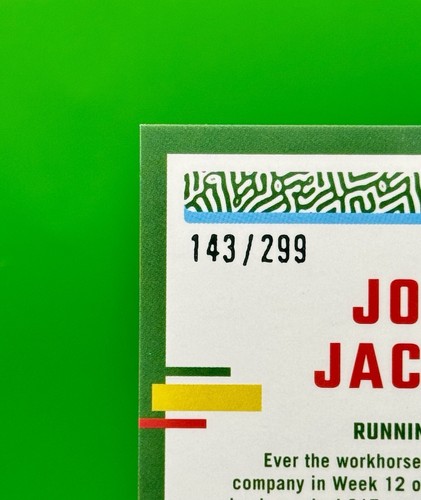 143/299
JO
JAC
RUNNIN
Ever the workhorse
company in Week 12 o